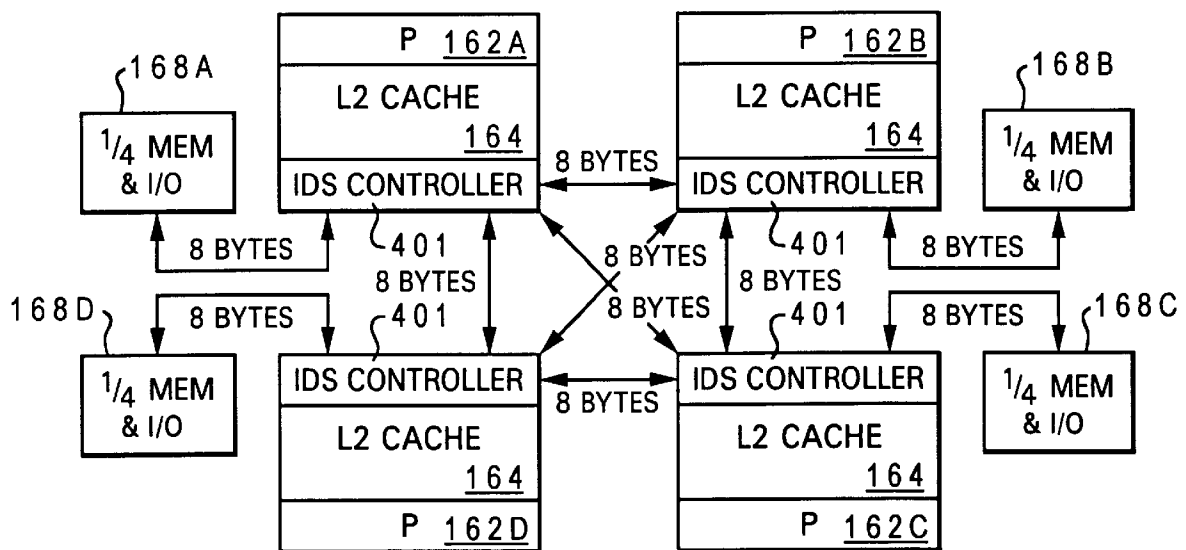 P 162A
L2 CACHE
164
IDS CONTROLLER
401
P 162B
L2 CACHE
164
IDS CONTROLLER
401
168A
1/4 MEM
& I/O
8 BYTES
168B
1/4 MEM
& I/O
8 BYTES
8 BYTES
8 BYTES
8 BYTES
8 BYTES
8 BYTES
168D
1/4 MEM
& I/O
8 BYTES
401
IDS CONTROLLER
L2 CACHE
164
P 162D
8 BYTES
401
IDS CONTROLLER
L2 CACHE
164
P 162C
168C
1/4 MEM
& I/O
8 BYTES